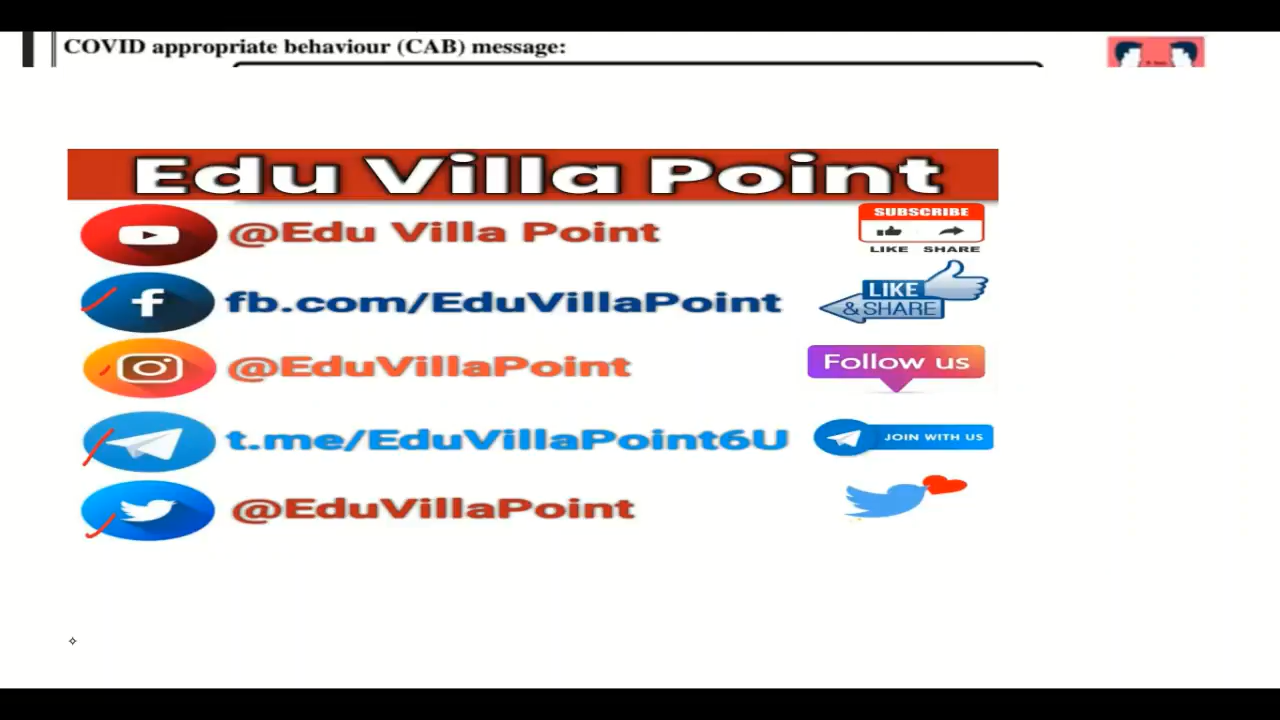 COVID appropriate behaviour (CAB) message:
Edu Villa Point
@Edu Villa Point
SUBSCRIBE
LIKE SHARE
fb.com/EduVillaPoint
LIKE
& SHARE
@EduVillaPoint
Follow us
t.me/EduVillaPoint6U
JOIN WITH US
@EduVillaPoint